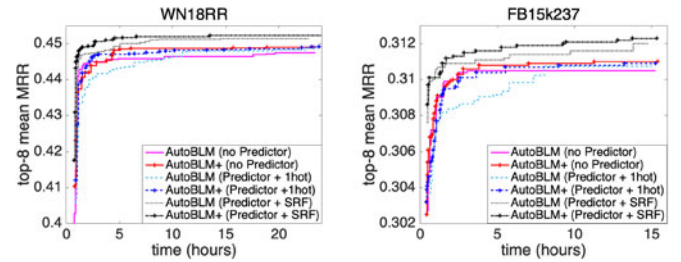 WN18RR
top-8 mean MRR
0.45
0.44
0.43
0.42
0.41
0.4
AutoBLM (no Predictor)
AutoBLM+ (no Predictor)
AutoBLM (Predictor + 1hot)
AutoBLM+ (Predictor +1hot)
AutoBLM (Predictor + SRF)
AutoBLM+ (Predictor + SRF)
0 5 10 15 20
time (hours)
FB15k237
top-8 mean MRR
0.312
0.31
0.308
0.306
0.304
0.302
AutoBLM (no Predictor)
AutoBLM+ (no Predictor)
AutoBLM (Predictor + 1hot)
AutoBLM+ (Predictor + 1hot)
AutoBLM (Predictor + SRF)
AutoBLM+ (Predictor + SRF)
0 5 10 15
time (hours)